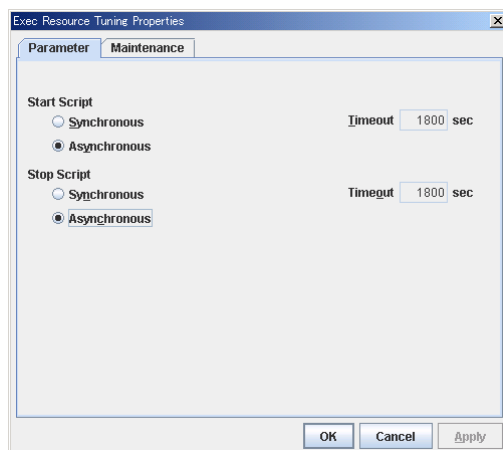 Exec Resource Tuning Properties
Parameter Maintenance
Start Script
Synchronous Timeout 1800 sec
Asynchronous
Stop Script
Synchronous Timeout 1800 sec
Asynchronous
OK Cancel Apply